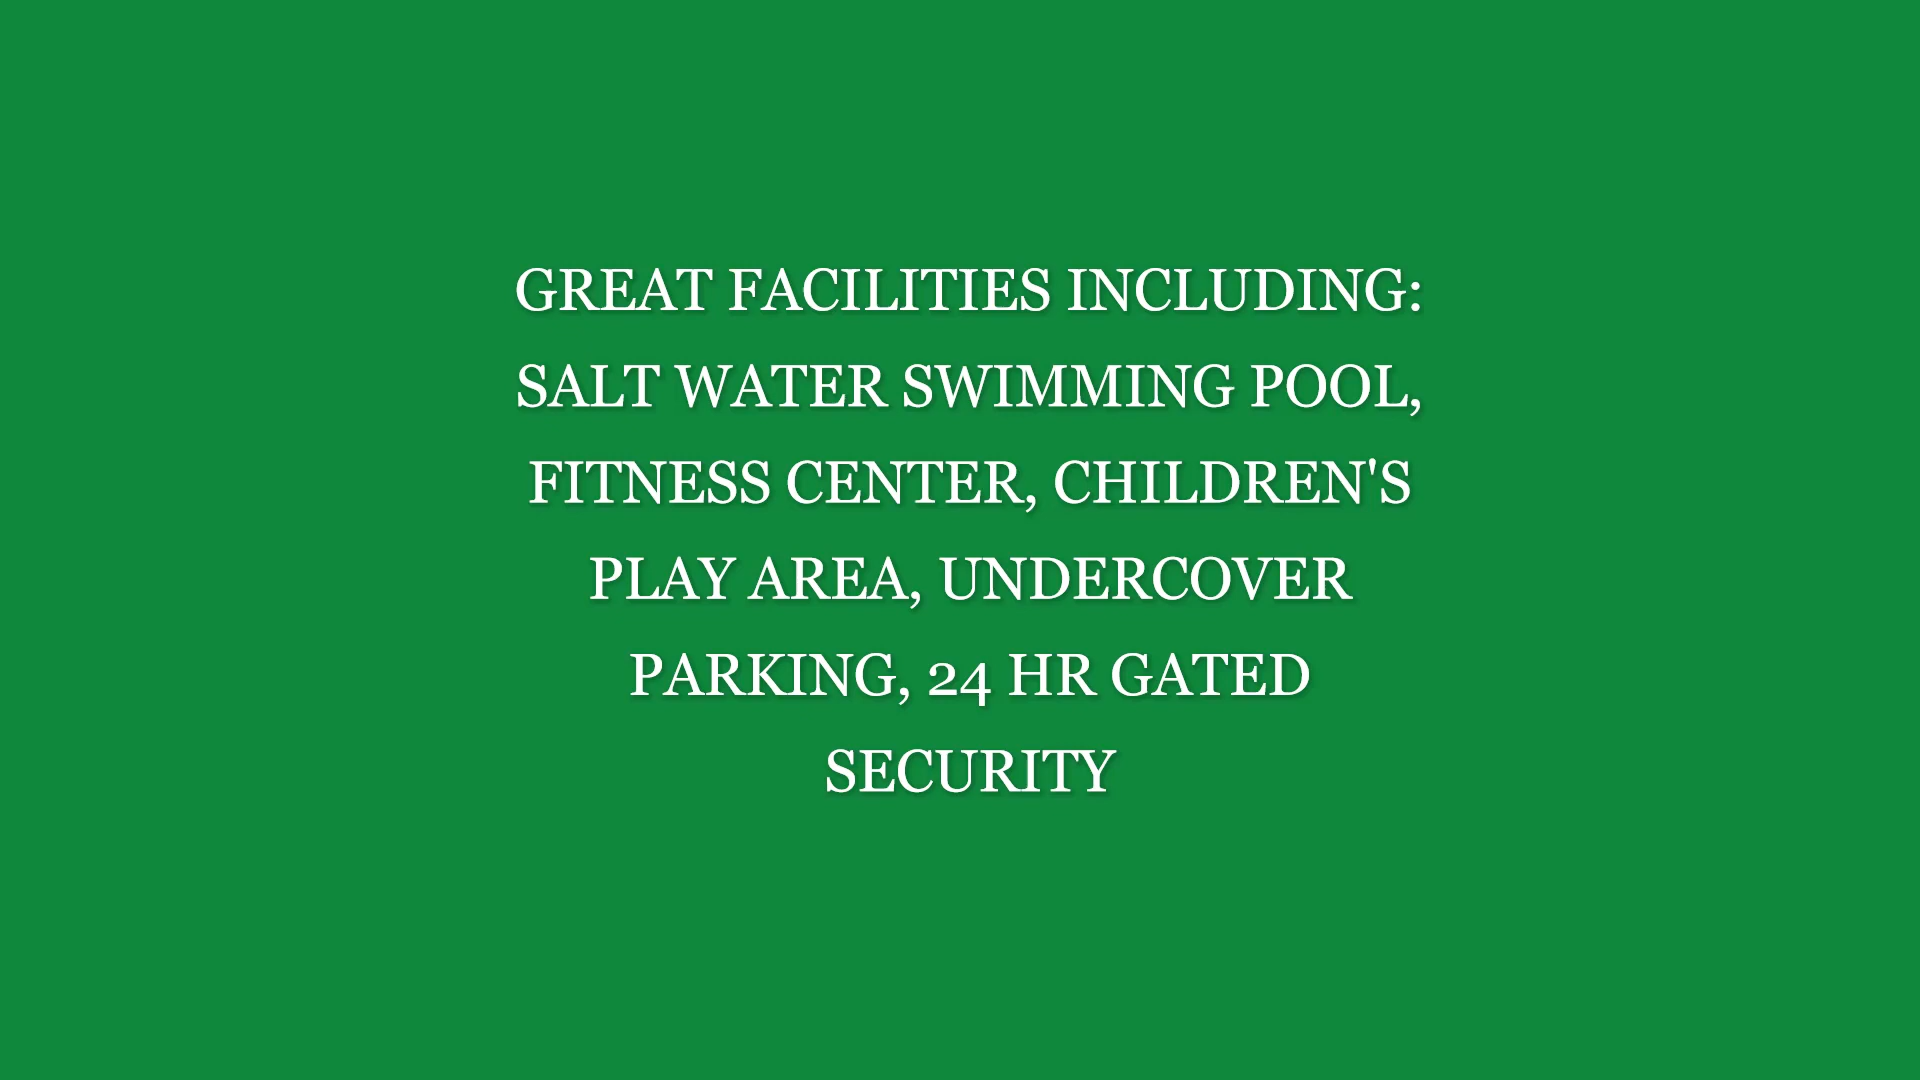 GREAT FACILITIES INCLUDING:
SALT WATER SWIMMING POOL,
FITNESS CENTER, CHILDREN'S
PLAY AREA, UNDERCOVER
PARKING, 24 HR GATED
SECURITY